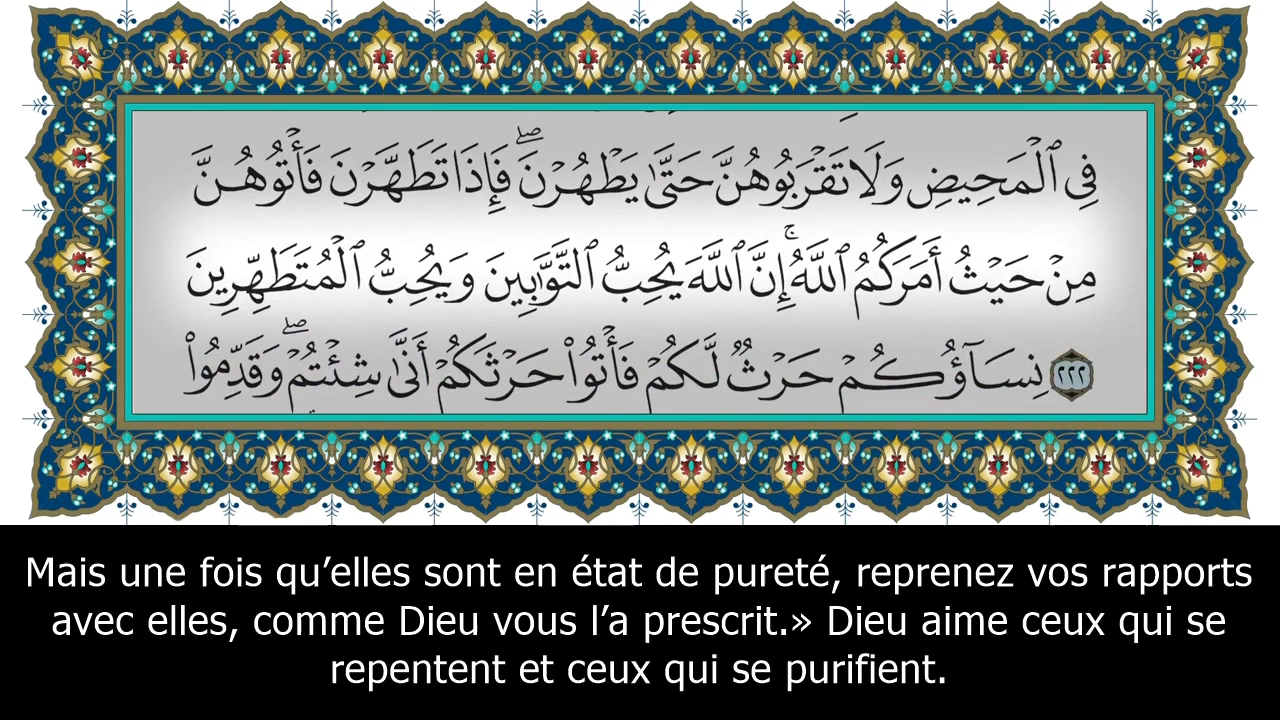 فِي ٱلْمَحِيضِ وَلَا تَقْرَبُوهُنَّ حَتَّىٰ يَطْهُرْنَ ۖ فَإِذَا تَطَهَّرْنَ فَأْتُوهُنَّ
مِنْ حَيْثُ أَمَرَكُمُ ٱللَّهُ ۚ إِنَّ ٱللَّهَ يُحِبُّ ٱلتَّوَّٰبِينَ وَيُحِبُّ ٱلْمُتَطَهِّرِينَ
٢٢٢ نِسَآؤُكُمْ حَرْثٌ لَّكُمْ فَأْتُوا۟ حَرْثَكُمْ أَنَّىٰ شِئْتُمْ ۖ وَقَدِّمُوا۟
Mais une fois qu’elles sont en état de pureté, reprenez vos rapports
avec elles, comme Dieu vous l’a prescrit.» Dieu aime ceux qui se
repentent et ceux qui se purifient.